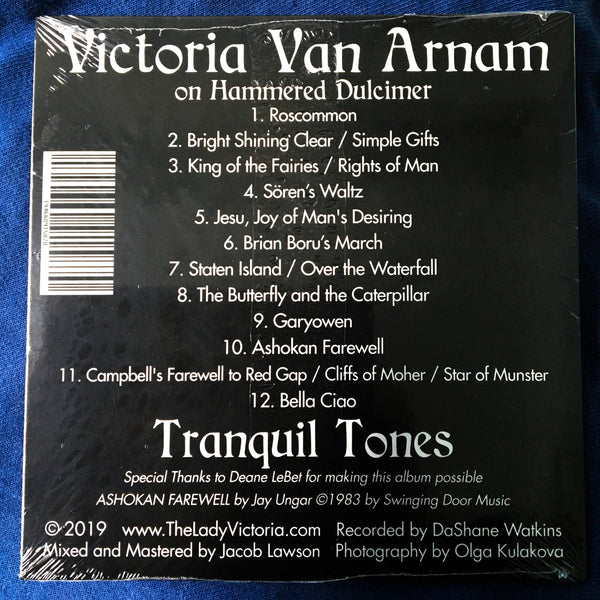 Victoria Van Arnam
on Hammered Dulcimer
1. Roscommon
2. Bright Shining Clear / Simple Gifts
3. King of the Fairies / Rights of Man
4. Sören's Waltz
5. Jesu, Joy of Man's Desiring
6. Brian Boru's March
7. Staten Island / Over the Waterfall
8. The Butterfly and the Caterpillar
9. Garyowen
10. Ashokan Farewell
11. Campbell's Farewell to Red Gap / Cliffs of Moher / Star of Munster
12. Bella Ciao
Tranquil Tones
Special Thanks to Deane LeBet for making this album possible
ASHOKAN FAREWELL by Jay Ungar ©1983 by Swinging Door Music
© 2019 www.TheLadyVictoria.com Recorded by DaShane Watkins
Mixed and Mastered by Jacob Lawson Photography by Olga Kulakova